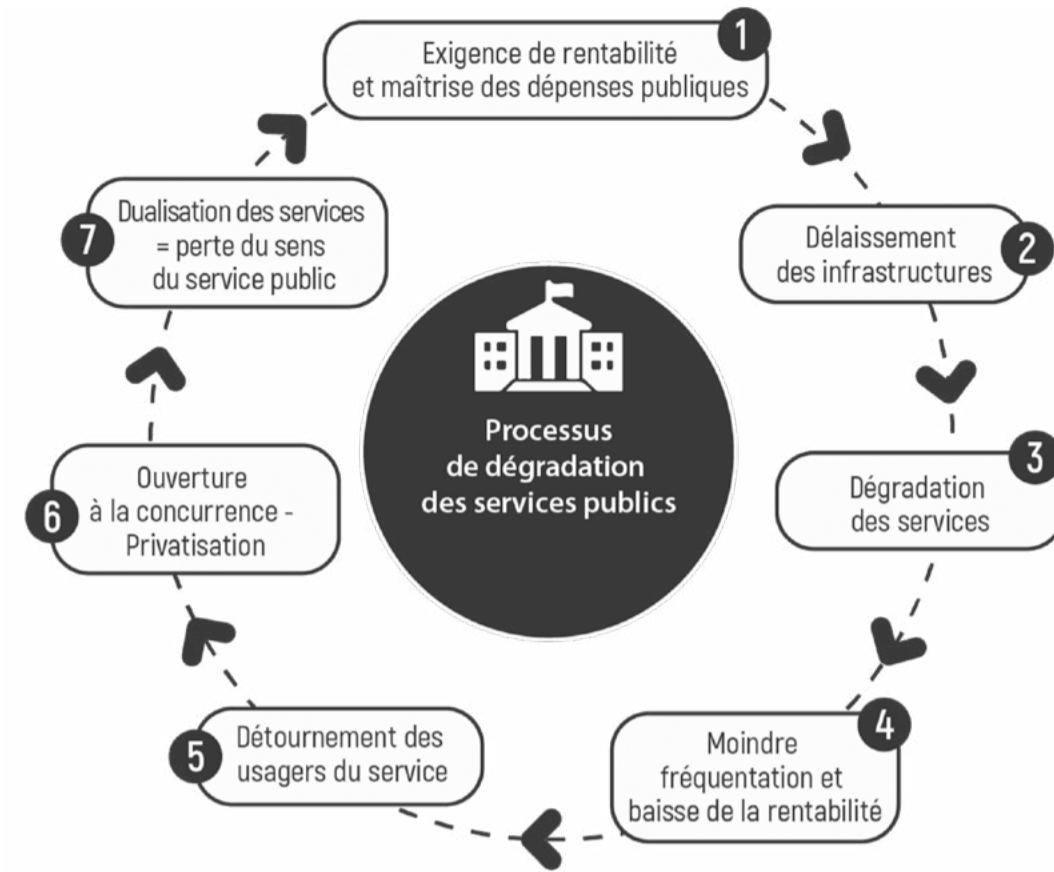 1
Exigence de rentabilité
et maîtrise des dépenses publiques
2
Délaissement
des infrastructures
3
Dégradation
des services
4
Moindre
fréquentation et
baisse de la rentabilité
5
Détournement des
usagers du service
6
Ouverture
à la concurrence -
Privatisation
7
Dualisation des services
= perte du sens
du service public
Processus
de dégradation
des services publics